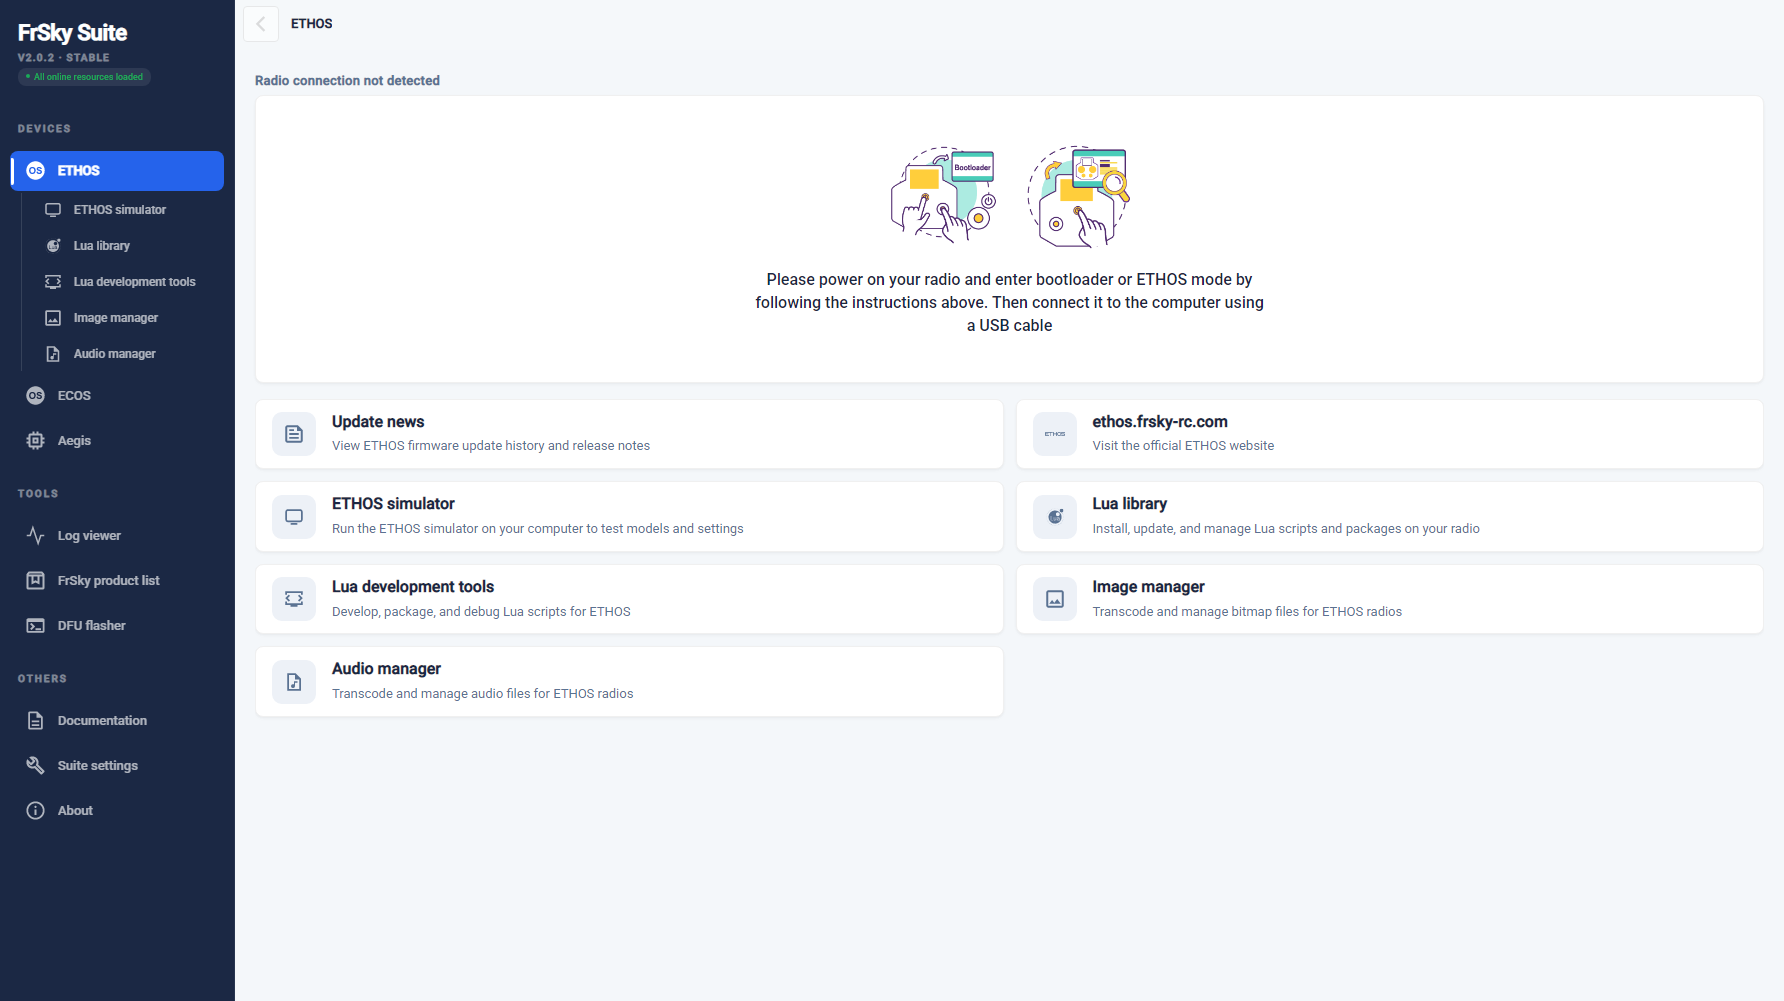 FrSky Suite
V2.0.2 · STABLE
All online resources loaded
DEVICES
OS ETHOS
ETHOS simulator
Lua library
Lua development tools
Image manager
Audio manager
OS ECOS
Aegis
TOOLS
Log viewer
FrSky product list
DFU flasher
OTHERS
Documentation
Suite settings
About
ETHOS
Radio connection not detected
Bootloader
Please power on your radio and enter bootloader or ETHOS mode by
following the instructions above. Then connect it to the computer using
a USB cable
Update news
View ETHOS firmware update history and release notes
ETHOS
ethos.frsky-rc.com
Visit the official ETHOS website
ETHOS simulator
Run the ETHOS simulator on your computer to test models and settings
Lua library
Install, update, and manage Lua scripts and packages on your radio
Lua development tools
Develop, package, and debug Lua scripts for ETHOS
Image manager
Transcode and manage bitmap files for ETHOS radios
Audio manager
Transcode and manage audio files for ETHOS radios